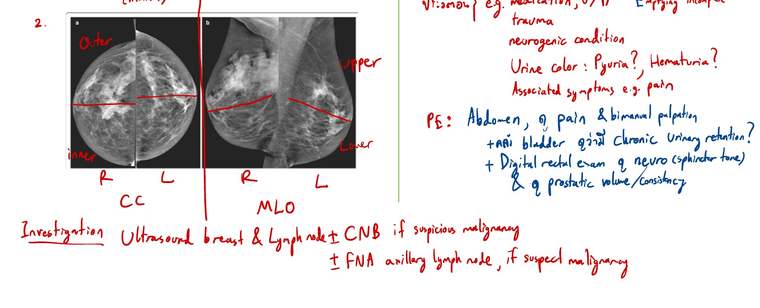 2.
a
b
Outer
inner
R
L
CC
upper
Lower
R
L
MLO
Investigation Ultrasound breast & Lymph node ± CNB if suspicious malignancy
± FNA axillary lymph node, if suspect malignancy
e.g. medication,
trauma
neurogenic condition
Urine color : Pyuria?, Hematuria?
Associated symptoms e.g. pain
PE: Abdomen, ดู pain & bimanual palpation
+ คลำ bladder ดูว่ามี chronic urinary retention?
+ Digital rectal exam ดู neuro (sphincter tone)
& ดู prostatic volume/consistency